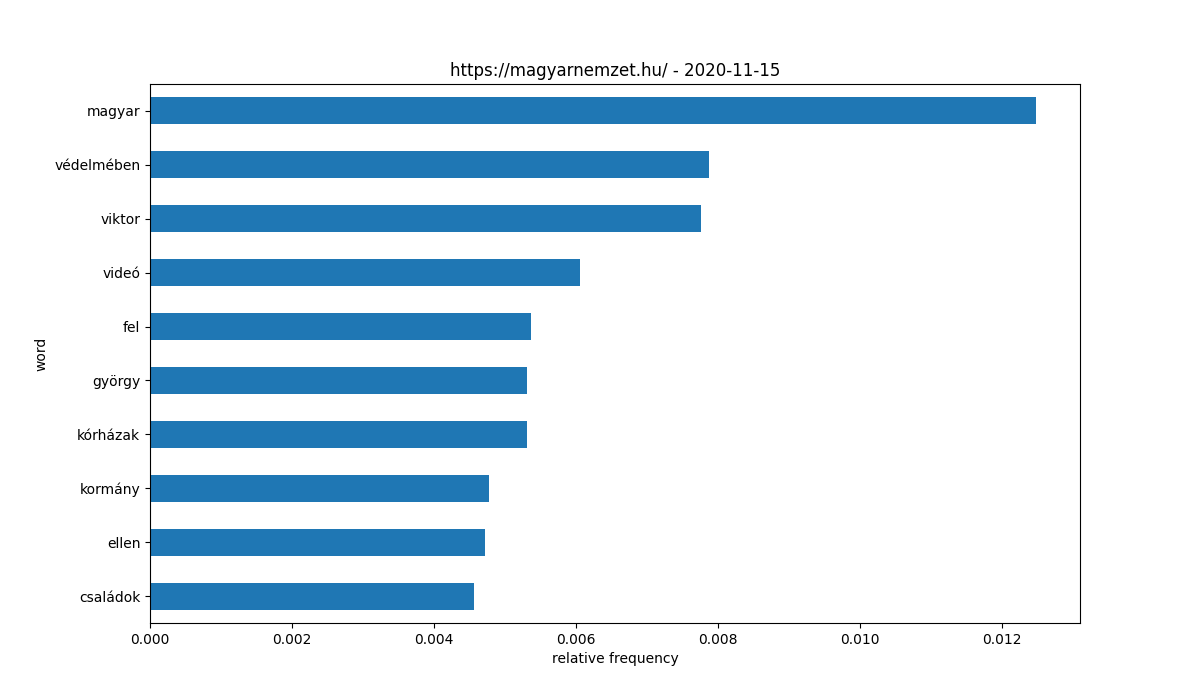 https://magyarnemzet.hu/ - 2020-11-15
magyar
védelmében
viktor
videó
fel
györgy
kórházak
kormány
ellen
családok
word
0.000 0.002 0.004 0.006 0.008 0.010 0.012
relative frequency